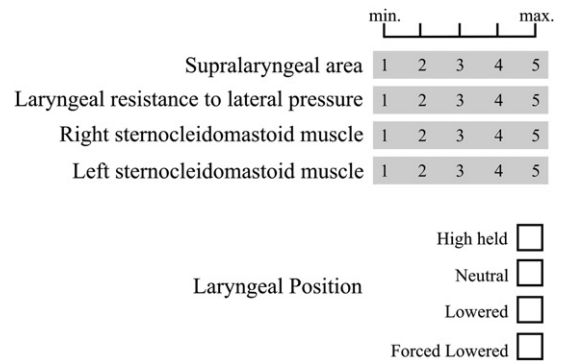 min. max.
Supralaryngeal area 1 2 3 4 5
Laryngeal resistance to lateral pressure 1 2 3 4 5
Right sternocleidomastoid muscle 1 2 3 4 5
Left sternocleidomastoid muscle 1 2 3 4 5
High held
Neutral
Laryngeal Position
Lowered
Forced Lowered